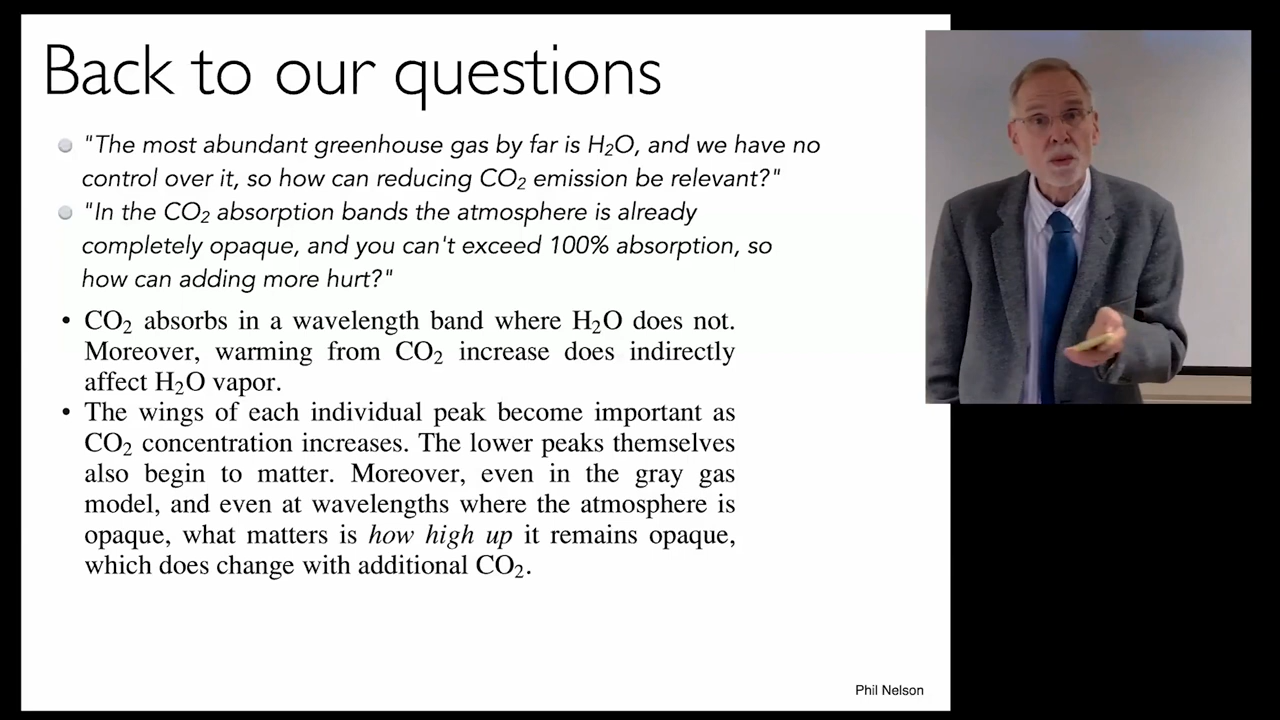 Back to our questions
"The most abundant greenhouse gas by far is H₂O, and we have no
control over it, so how can reducing CO₂ emission be relevant?"
"In the CO₂ absorption bands the atmosphere is already
completely opaque, and you can't exceed 100% absorption, so
how can adding more hurt?"
• CO₂ absorbs in a wavelength band where H₂O does not.
Moreover, warming from CO₂ increase does indirectly
affect H₂O vapor.
• The wings of each individual peak become important as
CO₂ concentration increases. The lower peaks themselves
also begin to matter. Moreover, even in the gray gas
model, and even at wavelengths where the atmosphere is
opaque, what matters is how high up it remains opaque,
which does change with additional CO₂.
Phil Nelson